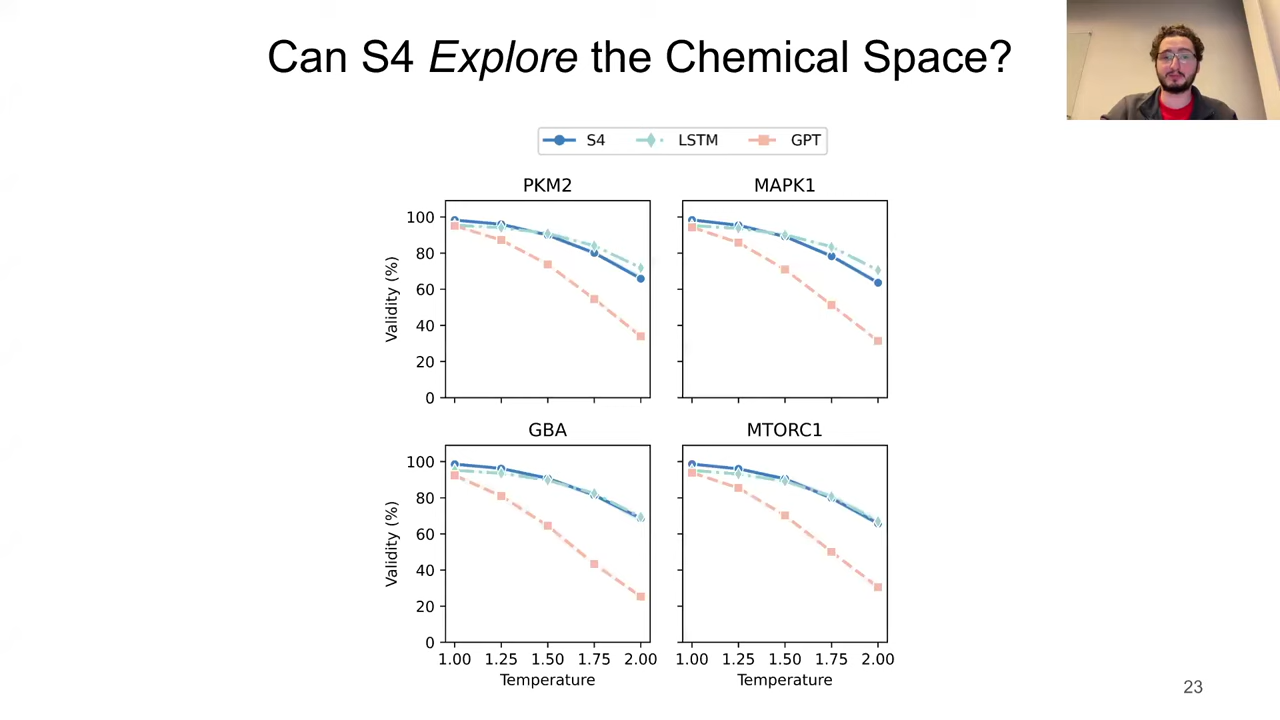 Can S4 Explore the Chemical Space?
S4 LSTM GPT
PKM2 MAPK1
100
80
60
40
20
0
Validity (%)
GBA MTORC1
100
80
60
40
20
0
Validity (%)
1.00 1.25 1.50 1.75 2.00 1.00 1.25 1.50 1.75 2.00
Temperature Temperature
23